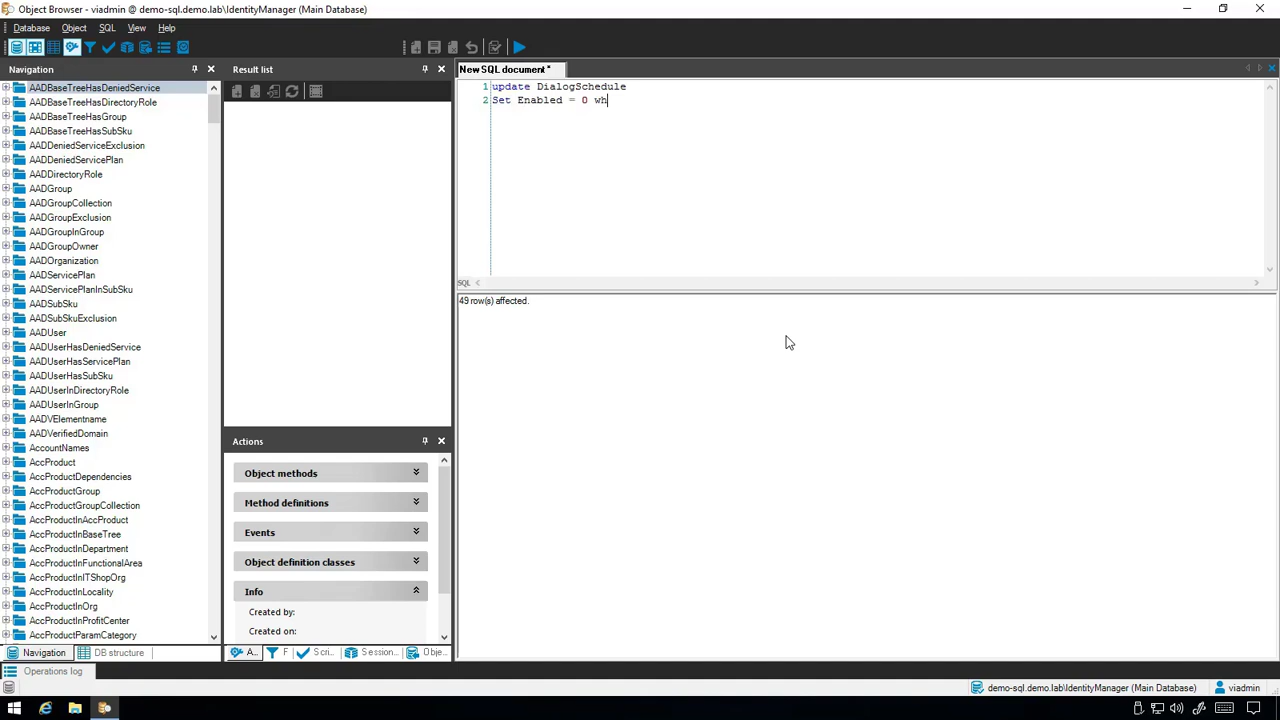 Object Browser - viadmin @ demo-sql.demo.lab\IdentityManager (Main Database)
Database Object SQL View Help
Navigation
AADBaseTreeHasDeniedService
AADBaseTreeHasDirectoryRole
AADBaseTreeHasGroup
AADBaseTreeHasSubSku
AADDeniedServiceExclusion
AADDeniedServicePlan
AADDirectoryRole
AADGroup
AADGroupCollection
AADGroupExclusion
AADGroupInGroup
AADGroupOwner
AADOrganization
AADServicePlan
AADServicePlanInSubSku
AADSubSku
AADSubSkuExclusion
AADUser
AADUserHasDeniedService
AADUserHasServicePlan
AADUserHasSubSku
AADUserInDirectoryRole
AADUserInGroup
AADVElementname
AADVerifiedDomain
AccountNames
AccProduct
AccProductDependencies
AccProductGroup
AccProductGroupCollection
AccProductInAccProduct
AccProductInBaseTree
AccProductInDepartment
AccProductInFunctionalArea
AccProductInITShopOrg
AccProductInLocality
AccProductInOrg
AccProductInProfitCenter
AccProductParamCategory
Navigation DB structure
Result list
Actions
Object methods
Method definitions
Events
Object definition classes
Info
Created by:
Created on:
A... F Scri... Session... Obje...
New SQL document *
1 update DialogSchedule
2 Set Enabled = 0 wh
SQL
49 row(s) affected.
Operations log
demo-sql.demo.lab\IdentityManager (Main Database) viadmin